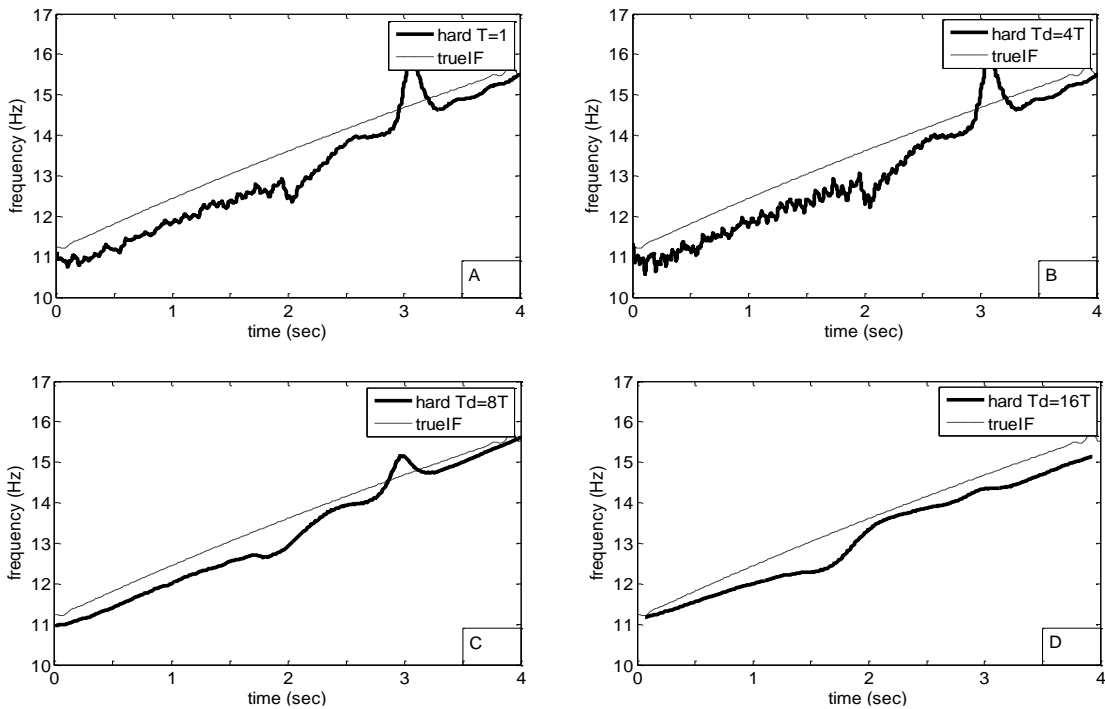 17
16
15
14
13
12
11
10
frequency (Hz)
hard T=1
trueIF
A
0 1 2 3 4
time (sec)
17
16
15
14
13
12
11
10
frequency (Hz)
hard Td=4T
trueIF
B
0 1 2 3 4
time (sec)
17
16
15
14
13
12
11
10
frequency (Hz)
hard Td=8T
trueIF
C
0 1 2 3 4
time (sec)
17
16
15
14
13
12
11
10
frequency (Hz)
hard Td=16T
trueIF
D
0 1 2 3 4
time (sec)